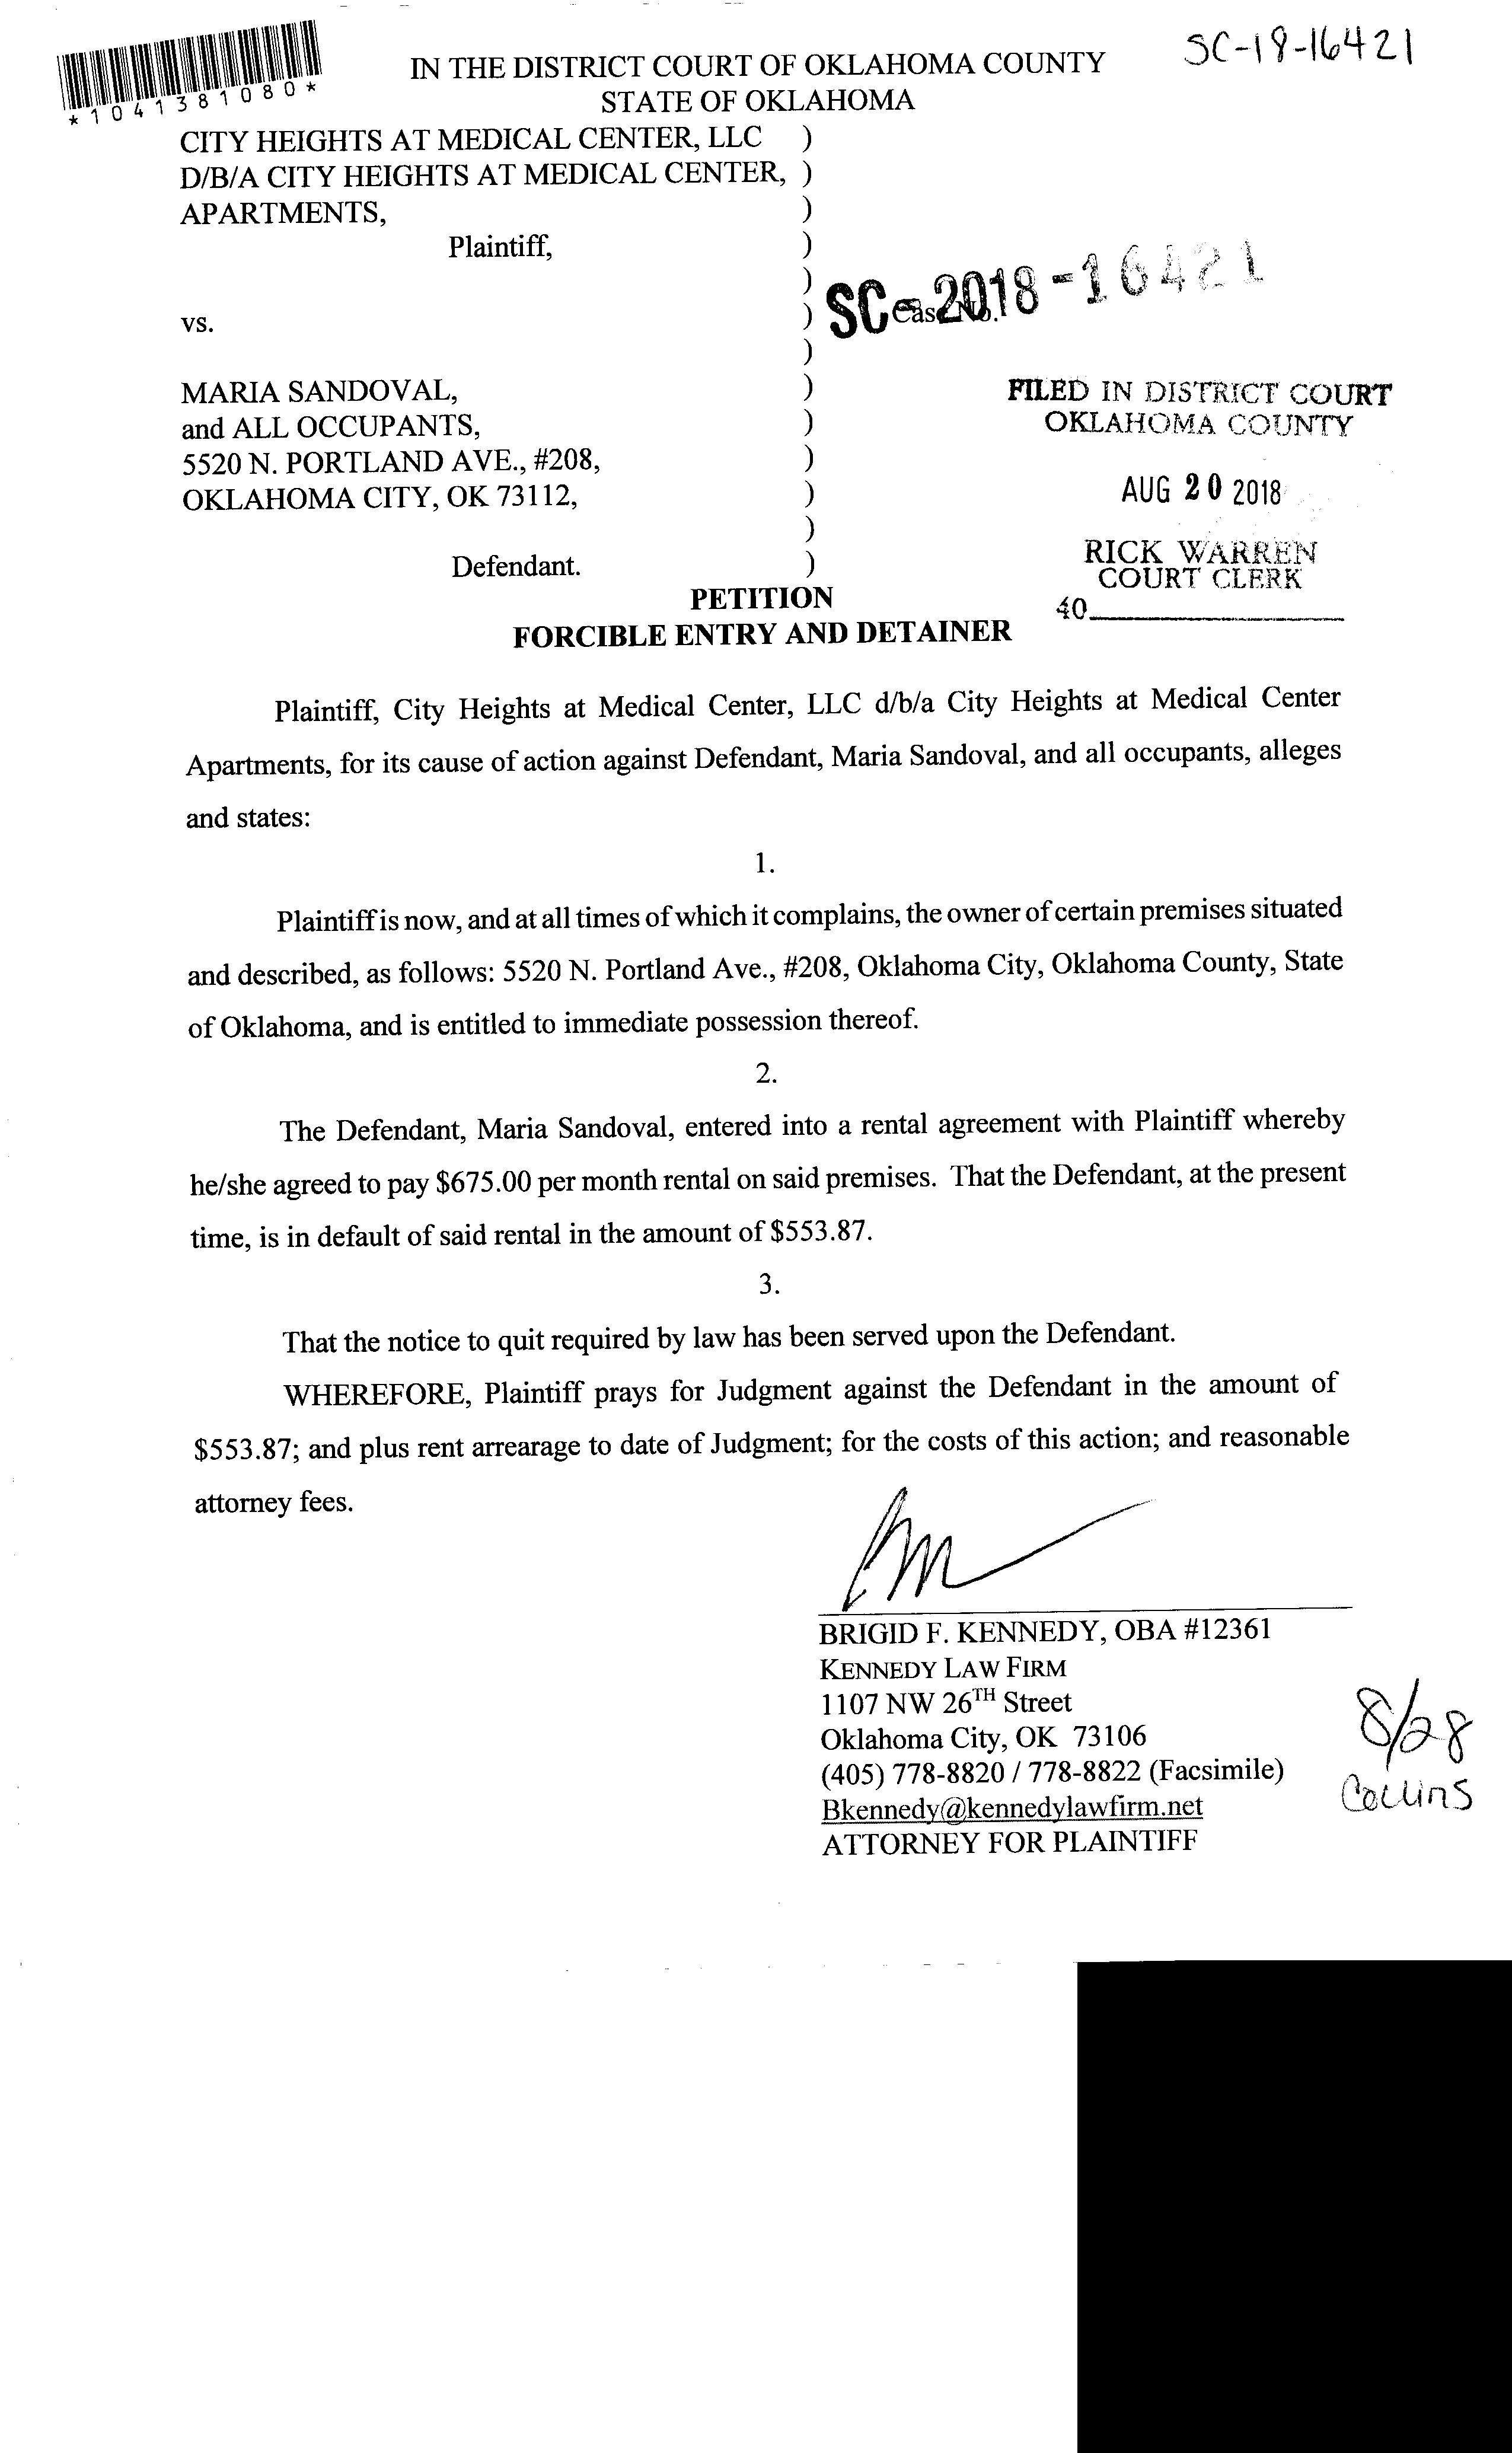 SC-18-16421
*1041381080*
IN THE DISTRICT COURT OF OKLAHOMA COUNTY
STATE OF OKLAHOMA
CITY HEIGHTS AT MEDICAL CENTER, LLC )
D/B/A CITY HEIGHTS AT MEDICAL CENTER, )
APARTMENTS, )
Plaintiff, )
)
vs. ) Case No. SC-2018-16421
)
MARIA SANDOVAL, )
and ALL OCCUPANTS, )
5520 N. PORTLAND AVE., #208, )
OKLAHOMA CITY, OK 73112, )
)
Defendant. )
FILED IN DISTRICT COURT
OKLAHOMA COUNTY
AUG 20 2018
RICK WARREN
COURT CLERK
40
PETITION
FORCIBLE ENTRY AND DETAINER
Plaintiff, City Heights at Medical Center, LLC d/b/a City Heights at Medical Center
Apartments, for its cause of action against Defendant, Maria Sandoval, and all occupants, alleges
and states:
1.
Plaintiff is now, and at all times of which it complains, the owner of certain premises situated
and described, as follows: 5520 N. Portland Ave., #208, Oklahoma City, Oklahoma County, State
of Oklahoma, and is entitled to immediate possession thereof.
2.
The Defendant, Maria Sandoval, entered into a rental agreement with Plaintiff whereby
he/she agreed to pay $675.00 per month rental on said premises. That the Defendant, at the present
time, is in default of said rental in the amount of $553.87.
3.
That the notice to quit required by law has been served upon the Defendant.
WHEREFORE, Plaintiff prays for Judgment against the Defendant in the amount of
$553.87; and plus rent arrearage to date of Judgment; for the costs of this action; and reasonable
attorney fees.
BRIGID F. KENNEDY, OBA #12361
KENNEDY LAW FIRM
1107 NW 26TH Street
Oklahoma City, OK 73106
(405) 778-8820 / 778-8822 (Facsimile)
Bkennedy@kennedylawfirm.net
ATTORNEY FOR PLAINTIFF
8/28
Collins